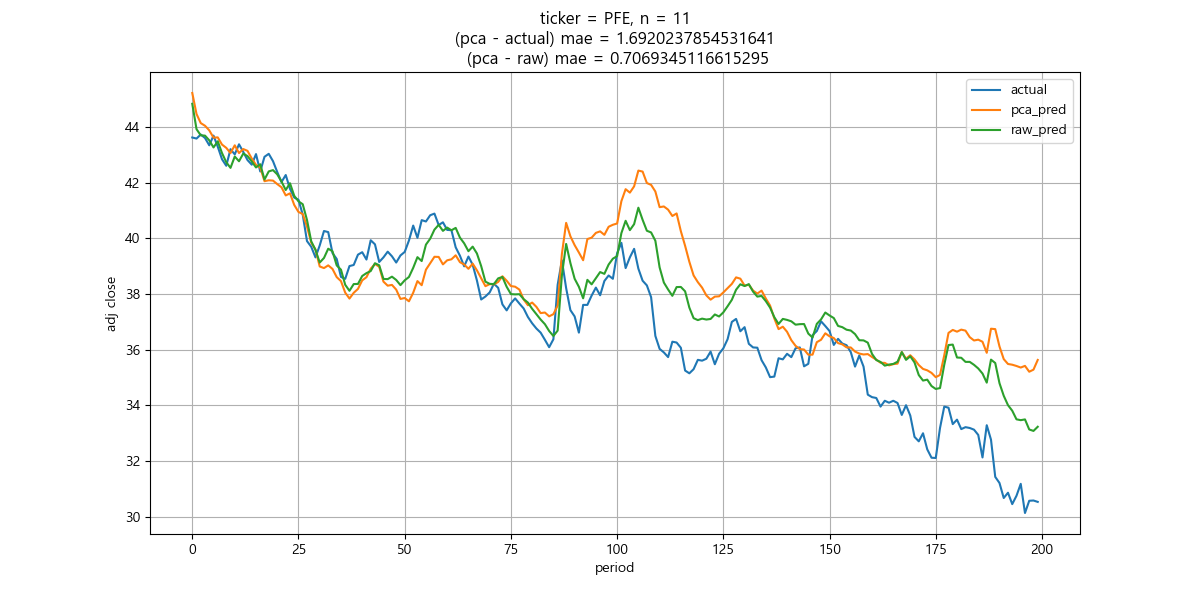 ticker = PFE, n = 11
(pca - actual) mae = 1.6920237854531641
(pca - raw) mae = 0.7069345116615295
actual
pca_pred
raw_pred
adj close
44
42
40
38
36
34
32
30
0 25 50 75 100 125 150 175 200
period